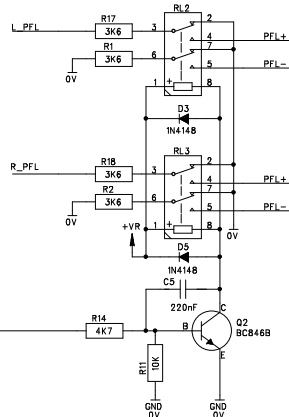 RL2
L_PFL
R17
3K6
3
2
4
7
PFL+
R1
3K6
6
5
PFL-
0V
1
+
8
D3
1N4148
RL3
R_PFL
R18
3K6
3
2
4
7
PFL+
R2
3K6
6
5
PFL-
0V
+VR
1
+
8
0V
D5
1N4148
C5
220nF
C
R14
4K7
B
Q2
BC846B
R11
10K
E
GND
0V
GND
0V